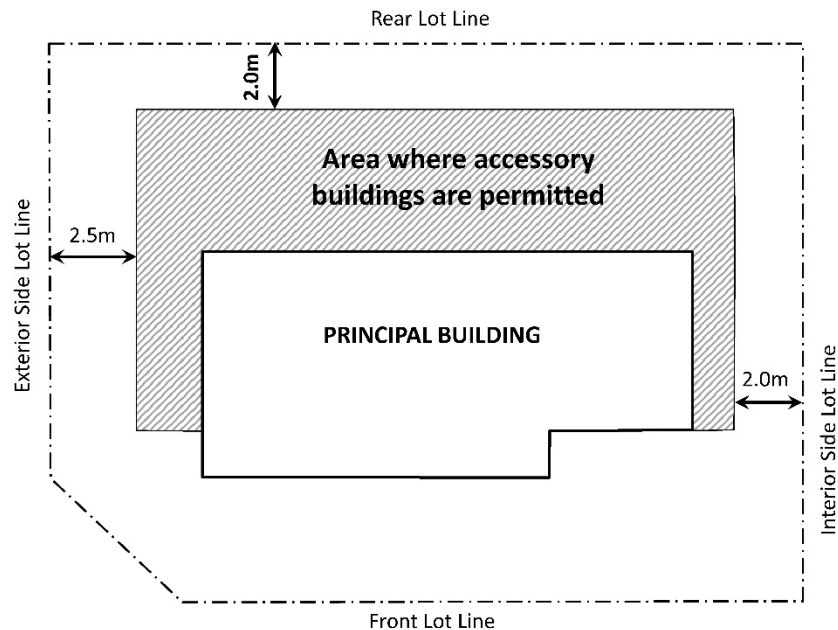 Rear Lot Line
2.0m
Area where accessory
buildings are permitted
Exterior Side Lot Line
2.5m
PRINCIPAL BUILDING
2.0m
Interior Side Lot Line
Front Lot Line